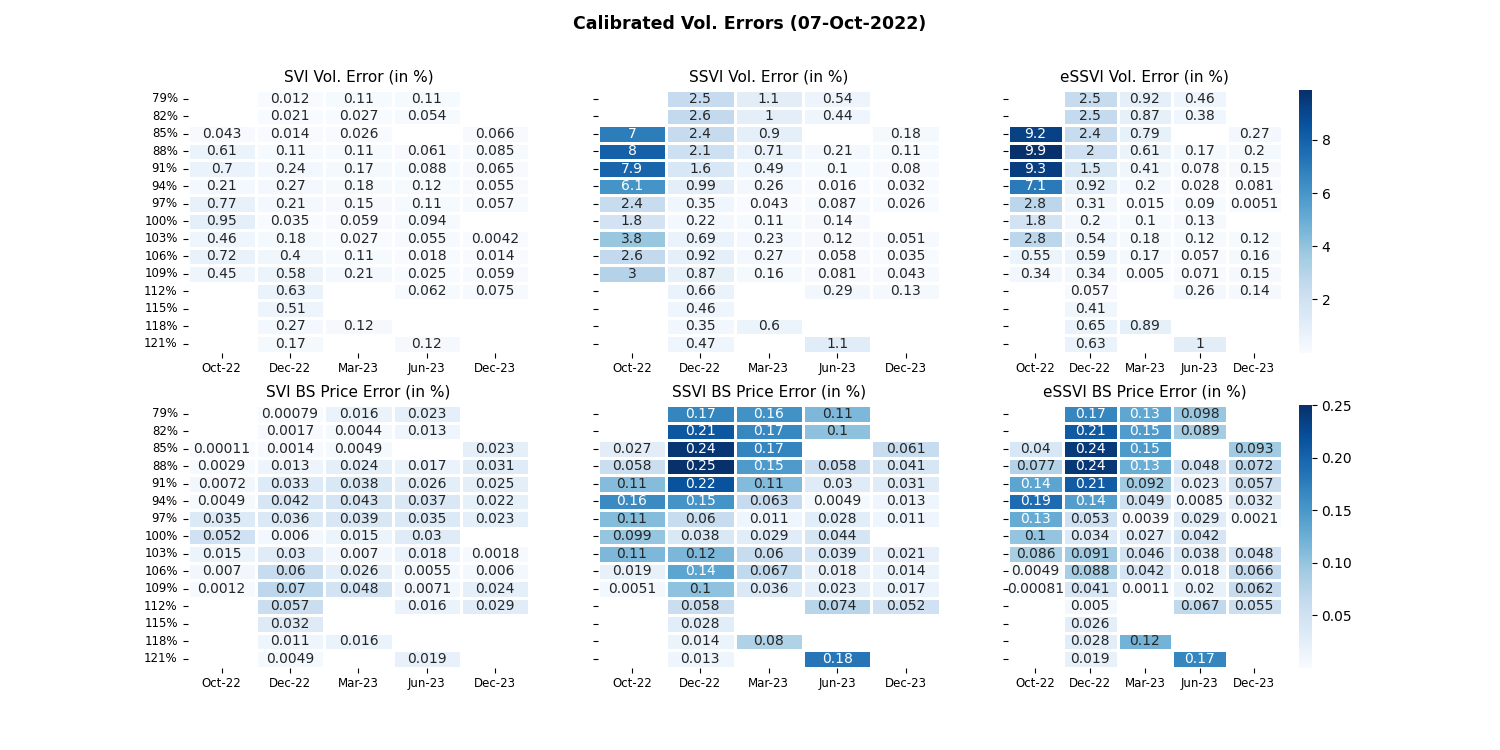 Calibrated Vol. Errors (07-Oct-2022)
SVI Vol. Error (in %) SSVI Vol. Error (in %) eSSVI Vol. Error (in %)
79% 0.012 0.11 0.11 2.5 1.1 0.54 2.5 0.92 0.46
82% 0.021 0.027 0.054 2.6 1 0.44 2.5 0.87 0.38
85% 0.043 0.014 0.026 0.066 7 2.4 0.9 0.18 9.2 2.4 0.79 0.27 8
88% 0.61 0.11 0.11 0.061 0.085 8 2.1 0.71 0.21 0.11 9.9 2 0.61 0.17 0.2
91% 0.7 0.24 0.17 0.088 0.065 7.9 1.6 0.49 0.1 0.08 9.3 1.5 0.41 0.078 0.15
94% 0.21 0.27 0.18 0.12 0.055 6.1 0.99 0.26 0.016 0.032 7.1 0.92 0.2 0.028 0.081 6
97% 0.77 0.21 0.15 0.11 0.057 2.4 0.35 0.043 0.087 0.026 2.8 0.31 0.015 0.09 0.0051
100% 0.95 0.035 0.059 0.094 1.8 0.22 0.11 0.14 1.8 0.2 0.1 0.13
103% 0.46 0.18 0.027 0.055 0.0042 3.8 0.69 0.23 0.12 0.051 2.8 0.54 0.18 0.12 0.12 4
106% 0.72 0.4 0.11 0.018 0.014 2.6 0.92 0.27 0.058 0.035 0.55 0.59 0.17 0.057 0.16
109% 0.45 0.58 0.21 0.025 0.059 3 0.87 0.16 0.081 0.043 0.34 0.34 0.005 0.071 0.15
112% 0.63 0.062 0.075 0.66 0.29 0.13 0.057 0.26 0.14 2
115% 0.51 0.46 0.41
118% 0.27 0.12 0.35 0.6 0.65 0.89
121% 0.17 0.12 0.47 1.1 0.63 1
Oct-22 Dec-22 Mar-23 Jun-23 Dec-23 Oct-22 Dec-22 Mar-23 Jun-23 Dec-23 Oct-22 Dec-22 Mar-23 Jun-23 Dec-23
SVI BS Price Error (in %) SSVI BS Price Error (in %) eSSVI BS Price Error (in %)
79% 0.00079 0.016 0.023 0.17 0.16 0.11 0.17 0.13 0.098 0.25
82% 0.0017 0.0044 0.013 0.21 0.17 0.1 0.21 0.15 0.089
85% 0.00011 0.0014 0.0049 0.023 0.027 0.24 0.17 0.061 0.04 0.24 0.15 0.093
88% 0.0029 0.013 0.024 0.017 0.031 0.058 0.25 0.15 0.058 0.041 0.077 0.24 0.13 0.048 0.072 0.20
91% 0.0072 0.033 0.038 0.026 0.025 0.11 0.22 0.11 0.03 0.031 0.14 0.21 0.092 0.023 0.057
94% 0.0049 0.042 0.043 0.037 0.022 0.16 0.15 0.063 0.0049 0.013 0.19 0.14 0.049 0.0085 0.032 0.15
97% 0.035 0.036 0.039 0.035 0.023 0.11 0.06 0.011 0.028 0.011 0.13 0.053 0.0039 0.029 0.0021
100% 0.052 0.006 0.015 0.03 0.099 0.038 0.029 0.044 0.1 0.034 0.027 0.042
103% 0.015 0.03 0.007 0.018 0.0018 0.11 0.12 0.06 0.039 0.021 0.086 0.091 0.046 0.038 0.048 0.10
106% 0.007 0.06 0.026 0.0055 0.006 0.019 0.14 0.067 0.018 0.014 0.0049 0.088 0.042 0.018 0.066
109% 0.0012 0.07 0.048 0.0071 0.024 0.0051 0.1 0.036 0.023 0.017 0.00081 0.041 0.0011 0.02 0.062
112% 0.057 0.016 0.029 0.058 0.074 0.052 0.005 0.067 0.055 0.05
115% 0.032 0.028 0.026
118% 0.011 0.016 0.014 0.08 0.028 0.12
121% 0.0049 0.019 0.013 0.18 0.019 0.17
Oct-22 Dec-22 Mar-23 Jun-23 Dec-23 Oct-22 Dec-22 Mar-23 Jun-23 Dec-23 Oct-22 Dec-22 Mar-23 Jun-23 Dec-23